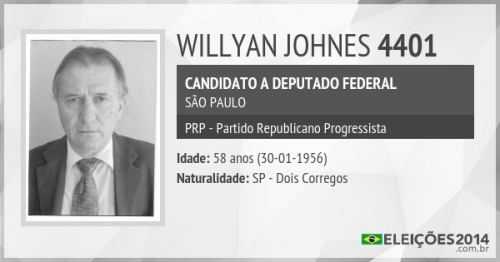 WILLYAN JOHNES 4401
CANDIDATO A DEPUTADO FEDERAL
SÃO PAULO
PRP - Partido Republicano Progressista
Idade: 58 anos (30-01-1956)
Naturalidade: SP - Dois Corregos
ELEIÇÕES2014
.com.br